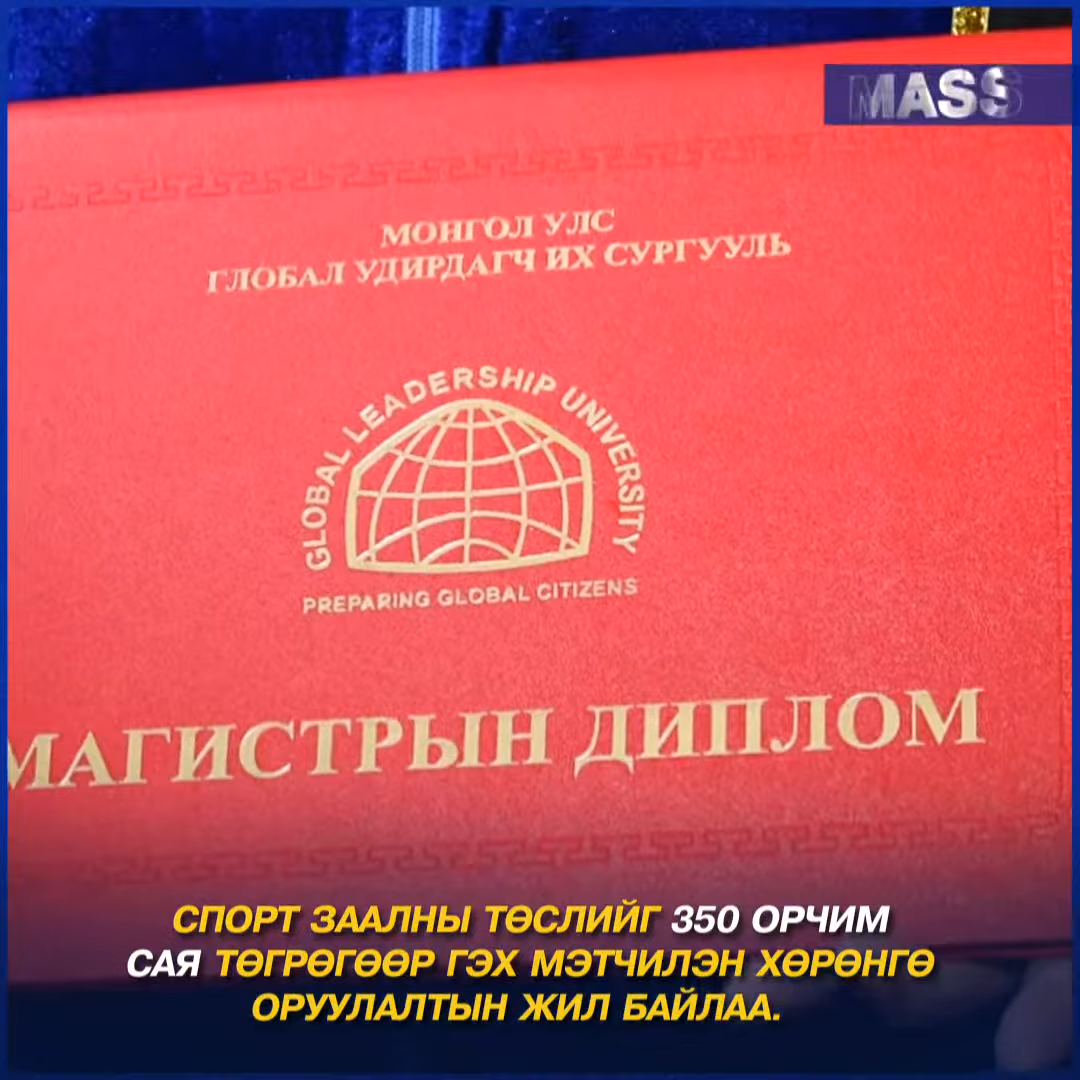 MASS
МОНГОЛ УЛС
ГЛОБАЛ УДИРДАГЧ ИХ СУРГУУЛЬ
GLOBAL LEADERSHIP UNIVERSITY
PREPARING GLOBAL CITIZENS
МАГИСТРЫН ДИПЛОМ
СПОРТ ЗААЛНЫ ТӨСЛИЙГ 350 ОРЧИМ
САЯ ТӨГРӨГӨӨР ГЭХ МЭТЧИЛЭН ХӨРӨНГӨ
ОРУУЛАЛТЫН ЖИЛ БАЙЛАА.